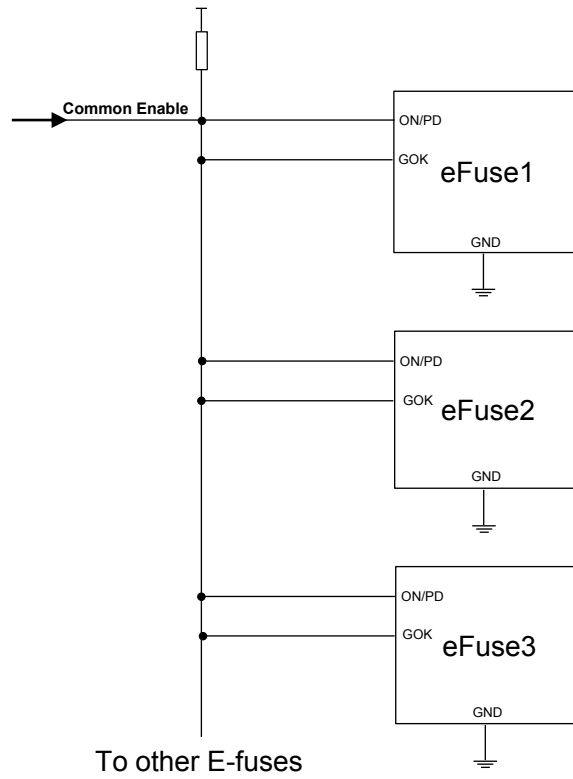 Common Enable
ON/PD
GOK
eFuse1
GND
ON/PD
GOK
eFuse2
GND
ON/PD
GOK
eFuse3
GND
To other E-fuses